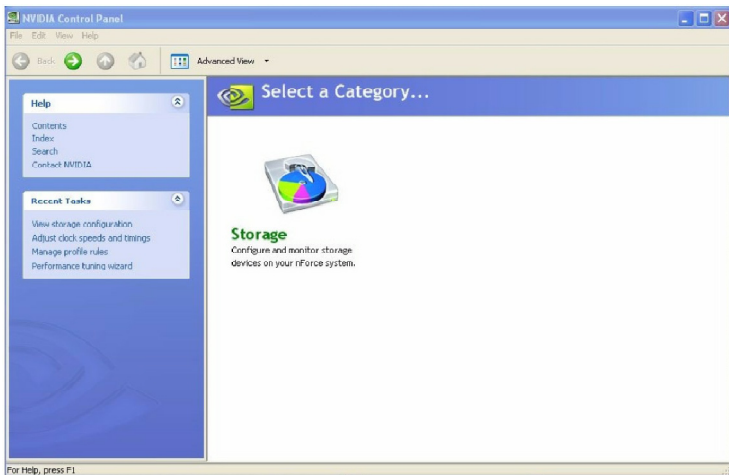 NVIDIA Control Panel
File Edit View Help
Back Advanced View
Select a Category...
Help
Contents
Index
Search
Contact NVIDIA
Recent Tasks
View storage configuration
Adjust clock speeds and timings
Manage profile rules
Performance tuning wizard
Storage
Configure and monitor storage
devices on your nForce system.
For Help, press F1